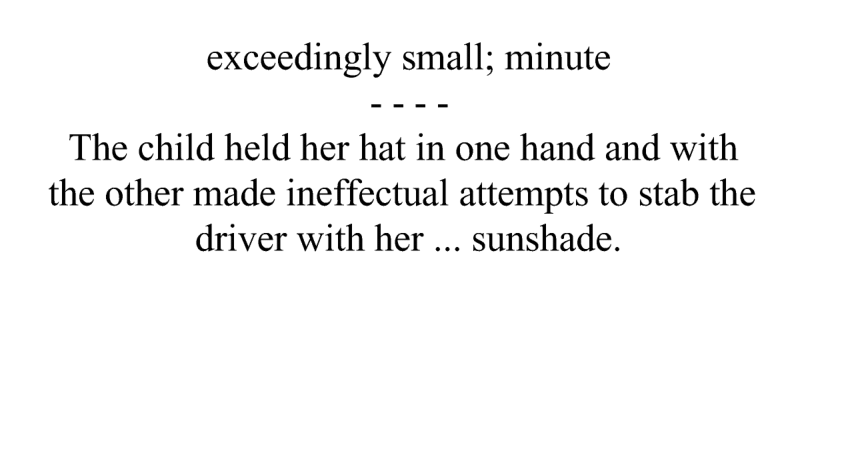 exceedingly small; minute
- - - -
The child held her hat in one hand and with
the other made ineffectual attempts to stab the
driver with her ... sunshade.